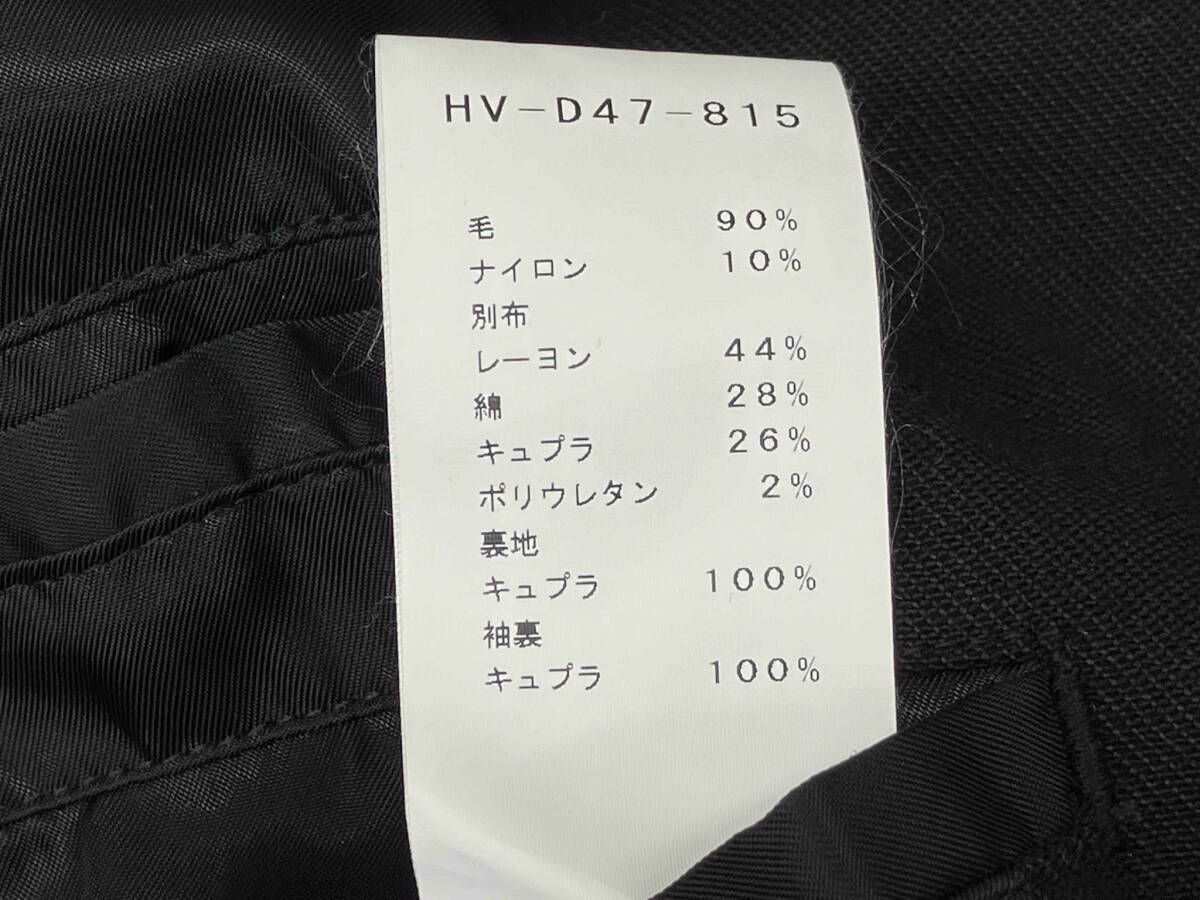 HV-D47-815
毛 90%
ナイロン 10%
別布
レーヨン 44%
綿 28%
キュプラ 26%
ポリウレタン 2%
裏地
キュプラ 100%
袖裏
キュプラ 100%